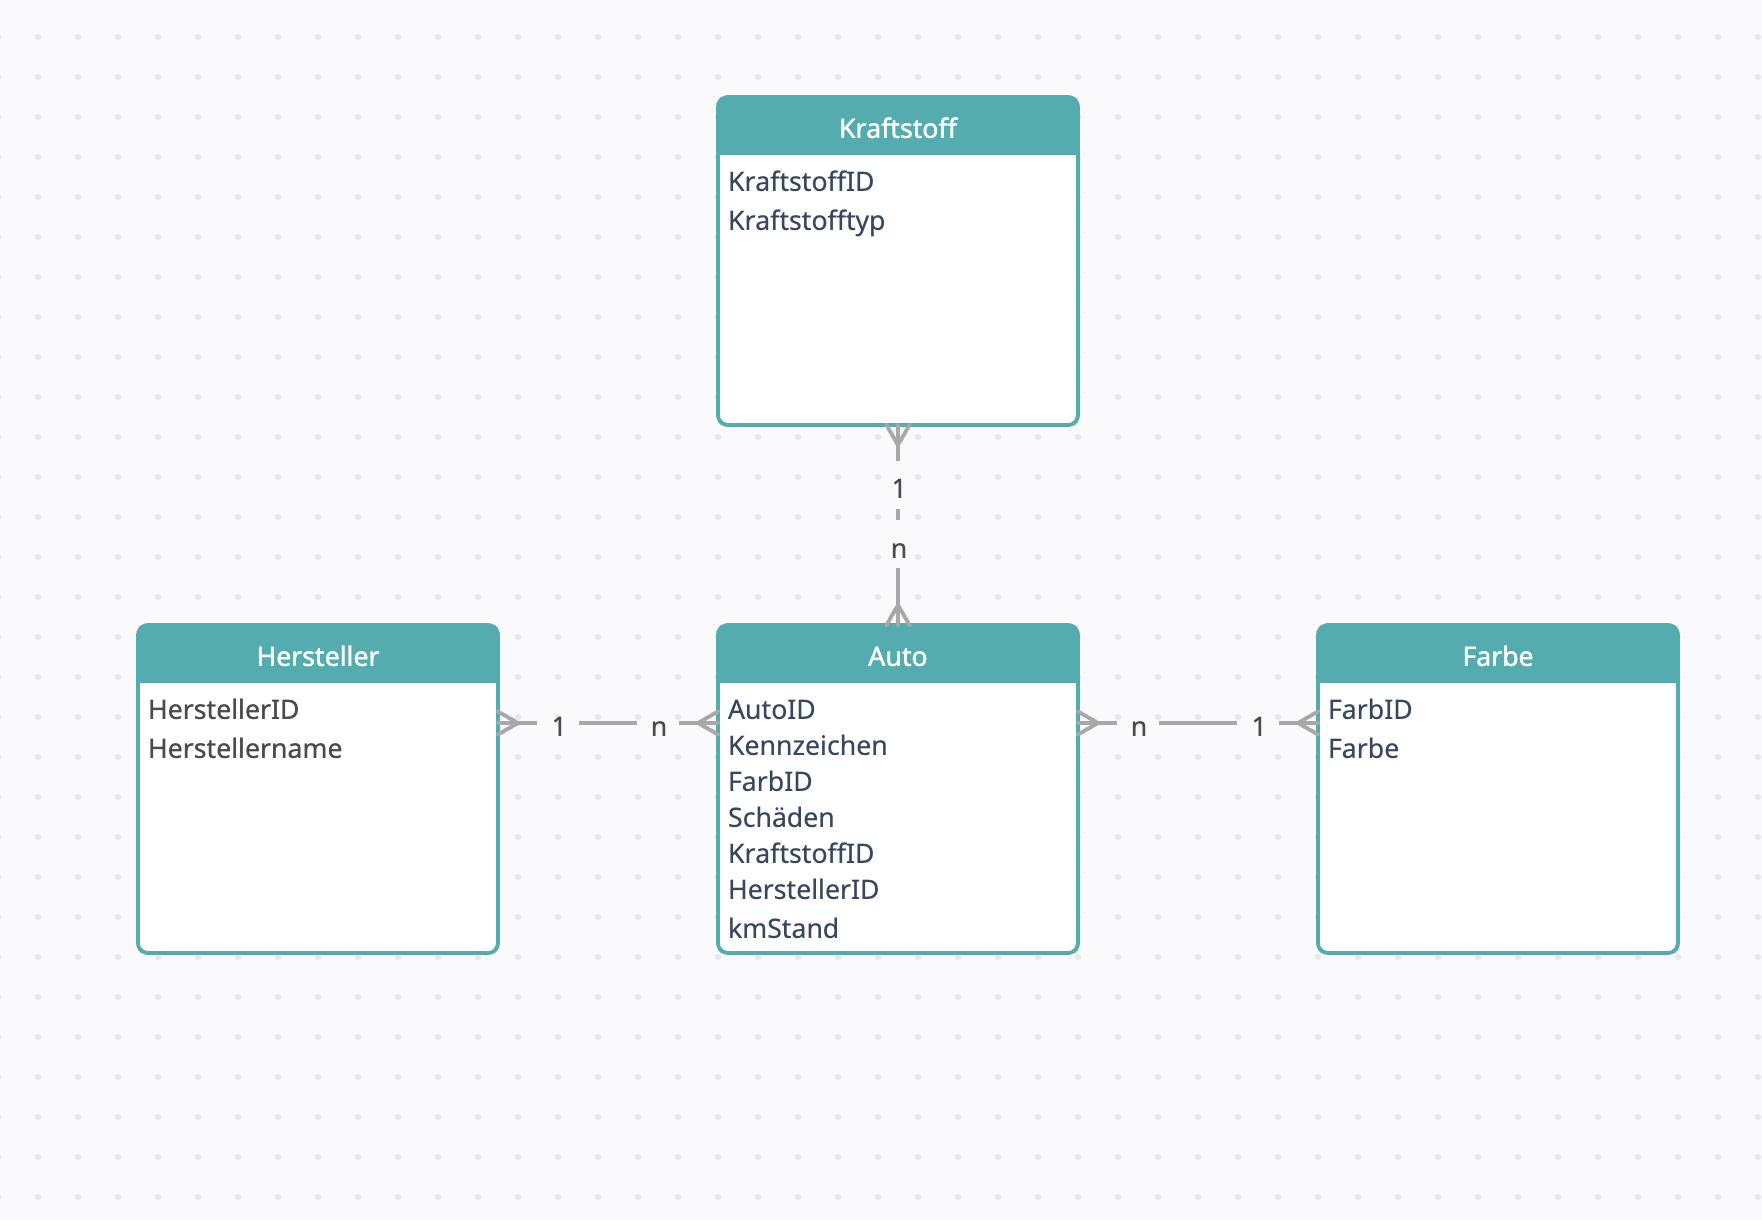 Kraftstoff
KraftstoffID
Kraftstofftyp
1
n
Hersteller
HerstellerID
Herstellername
1
n
Auto
AutoID
Kennzeichen
FarbID
Schäden
KraftstoffID
HerstellerID
kmStand
n
1
Farbe
FarbID
Farbe